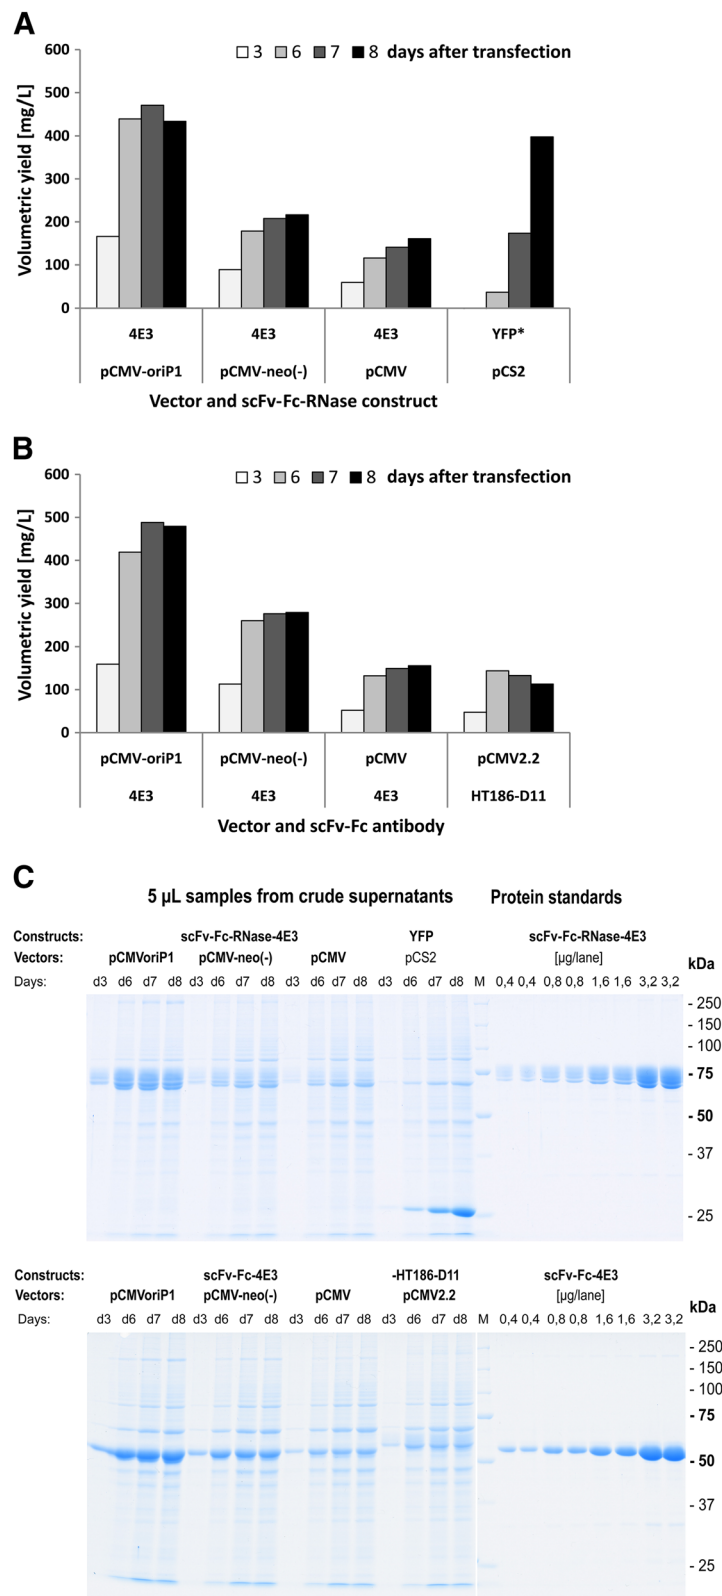 A
3 6 7 8 days after transfection
Volumetric yield [mg/L]
600
500
400
300
200
100
0
4E3 4E3 4E3 YFP*
pCMV-oriP1 pCMV-neo(-) pCMV pCS2
Vector and scFv-Fc-RNase construct
B
3 6 7 8 days after transfection
Volumetric yield [mg/L]
600
500
400
300
200
100
0
pCMV-oriP1 pCMV-neo(-) pCMV pCMV2.2
4E3 4E3 4E3 HT186-D11
Vector and scFv-Fc antibody
C
5 µL samples from crude supernatants Protein standards
Constructs: scFv-Fc-RNase-4E3 YFP scFv-Fc-RNase-4E3
Vectors: pCMVoriP1 pCMV-neo(-) pCMV pCS2 [µg/lane] kDa
Days: d3 d6 d7 d8 d3 d6 d7 d8 d3 d6 d7 d8 d3 d6 d7 d8 M 0,4 0,4 0,8 0,8 1,6 1,6 3,2 3,2
- 250
- 150
- 100
- 75
- 50
- 37
- 25
Constructs: scFv-Fc-4E3 -HT186-D11 scFv-Fc-4E3
Vectors: pCMVoriP1 pCMV-neo(-) pCMV pCMV2.2 [µg/lane] kDa
Days: d3 d6 d7 d8 d3 d6 d7 d8 d3 d6 d7 d8 d3 d6 d7 d8 M 0,4 0,4 0,8 0,8 1,6 1,6 3,2 3,2
- 250
- 150
- 100
- 75
- 50
- 37
- 25